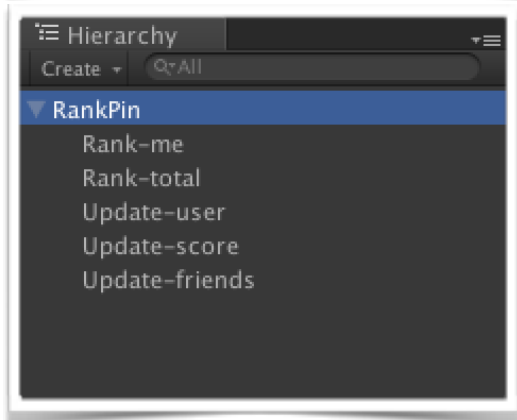 Hierarchy
Create All
RankPin
Rank-me
Rank-total
Update-user
Update-score
Update-friends